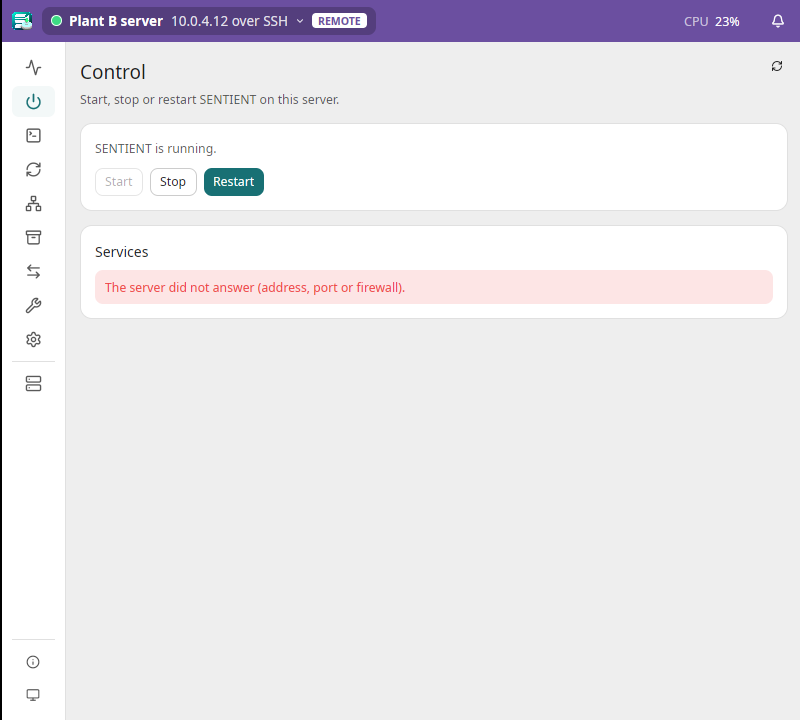 Plant B server 10.0.4.12 over SSH REMOTE CPU 23%
Control
Start, stop or restart SENTIENT on this server.
SENTIENT is running.
Start Stop Restart
Services
The server did not answer (address, port or firewall).